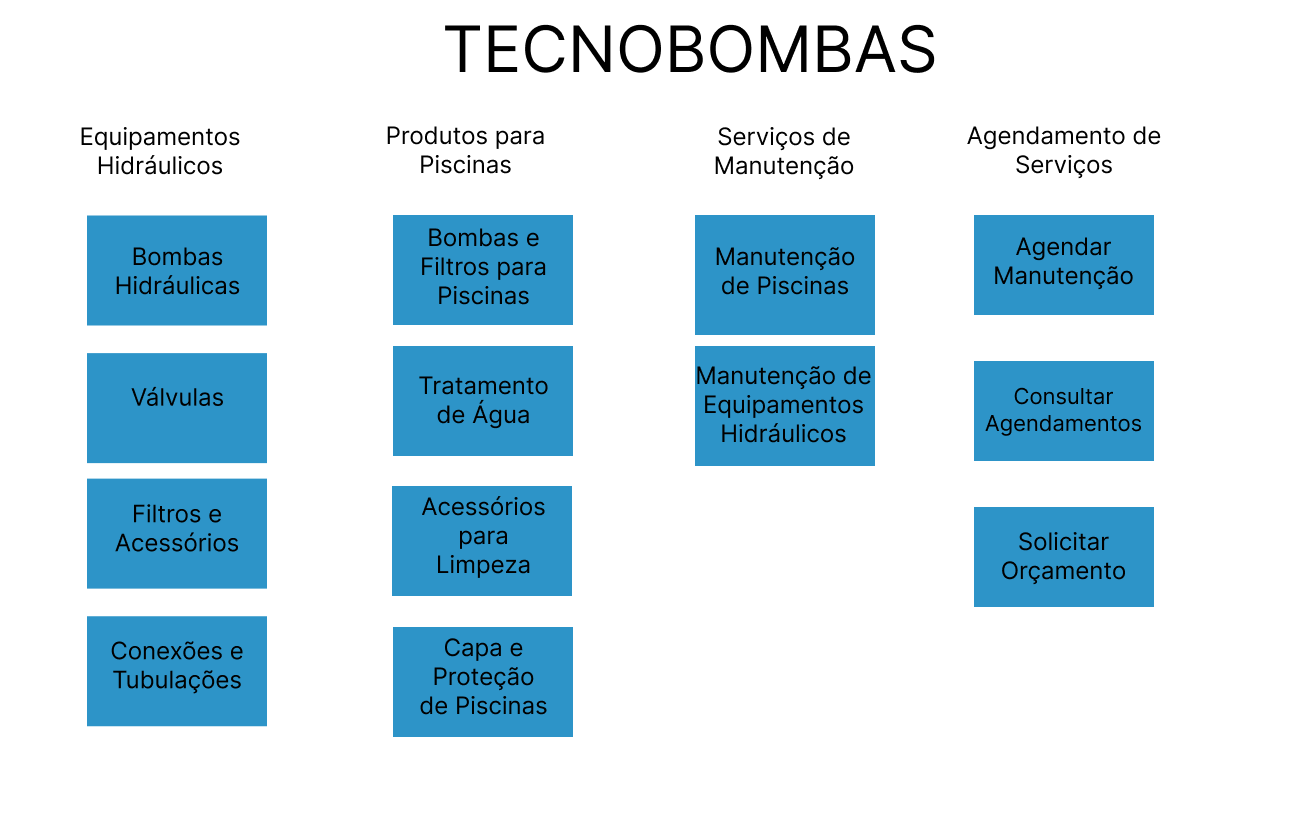 TECNOBOMBAS
Equipamentos
Hidráulicos
Bombas
Hidráulicas
Válvulas
Filtros e
Acessórios
Conexões e
Tubulações
Produtos para
Piscinas
Bombas e
Filtros para
Piscinas
Tratamento
de Água
Acessórios
para
Limpeza
Capa e
Proteção
de Piscinas
Serviços de
Manutenção
Manutenção
de Piscinas
Manutenção de
Equipamentos
Hidráulicos
Agendamento de
Serviços
Agendar
Manutenção
Consultar
Agendamentos
Solicitar
Orçamento